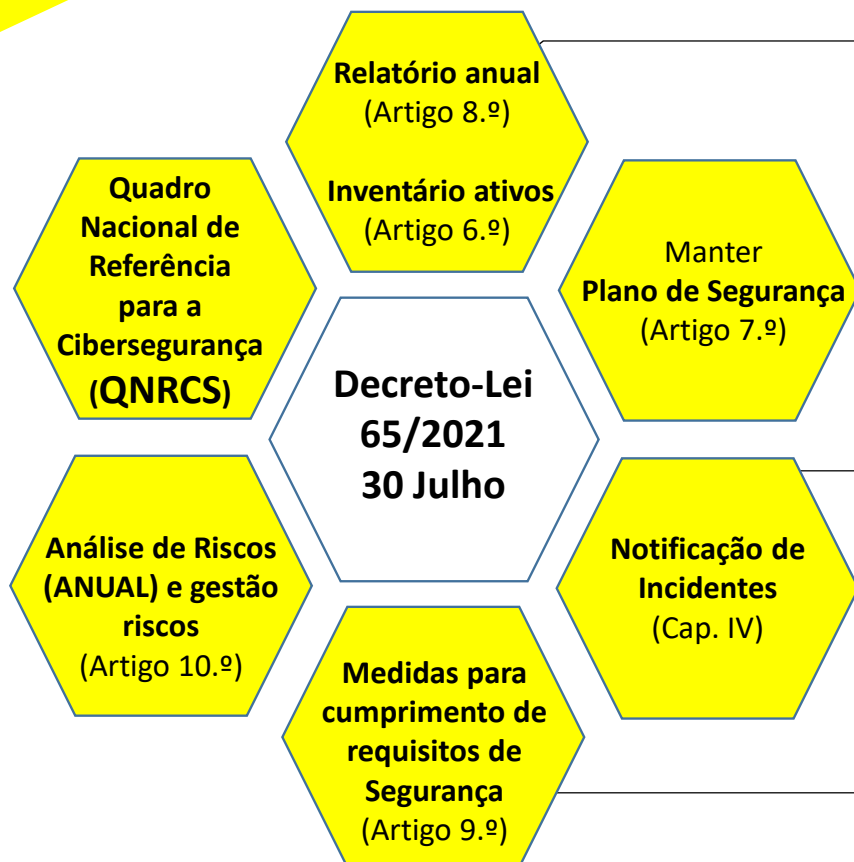 Relatório anual
(Artigo 8.º)
Inventário ativos
(Artigo 6.º)
Quadro
Nacional de
Referência
para a
Cibersegurança
(QNRCS)
Manter
Plano de Segurança
(Artigo 7.º)
Decreto-Lei
65/2021
30 Julho
Análise de Riscos
(ANUAL) e gestão
riscos
(Artigo 10.º)
Notificação de
Incidentes
(Cap. IV)
Medidas para
cumprimento de
requisitos de
Segurança
(Artigo 9.º)